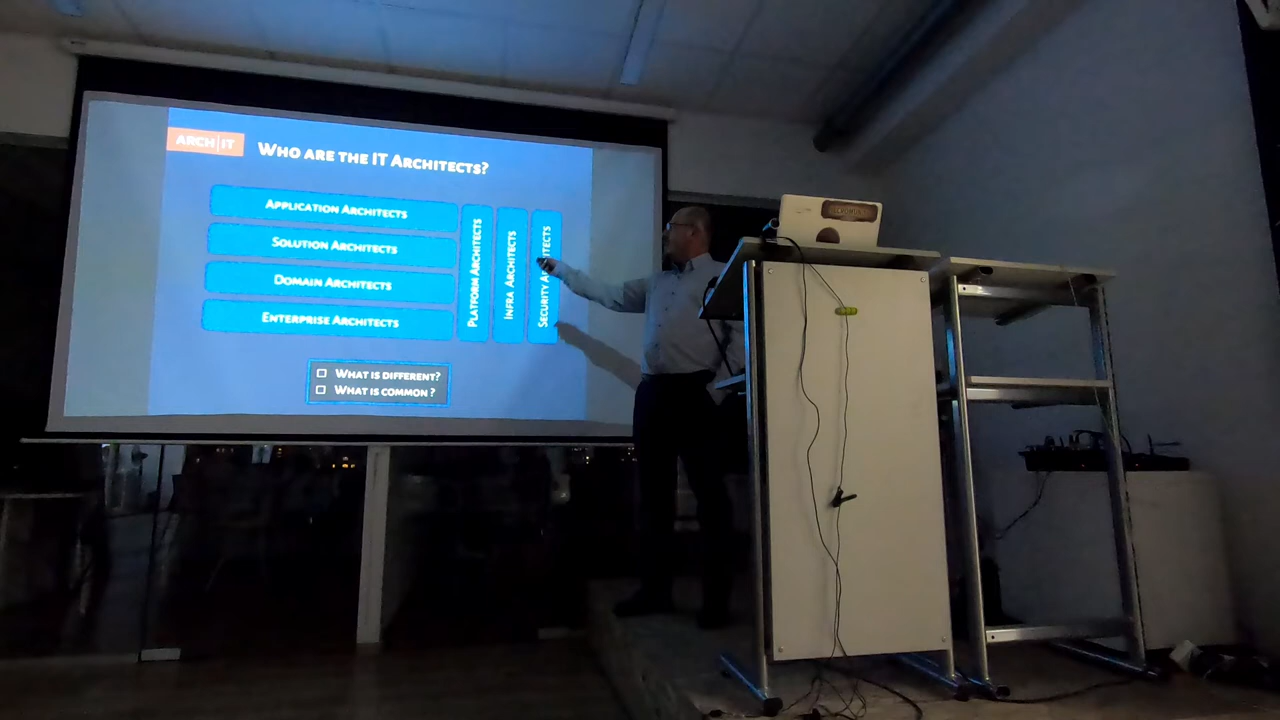 ARCH|IT
WHO ARE THE IT ARCHITECTS?
APPLICATION ARCHITECTS
SOLUTION ARCHITECTS
DOMAIN ARCHITECTS
ENTERPRISE ARCHITECTS
PLATFORM ARCHITECTS
INFRA ARCHITECTS
SECURITY ARCHITECTS
WHAT IS DIFFERENT?
WHAT IS COMMON?